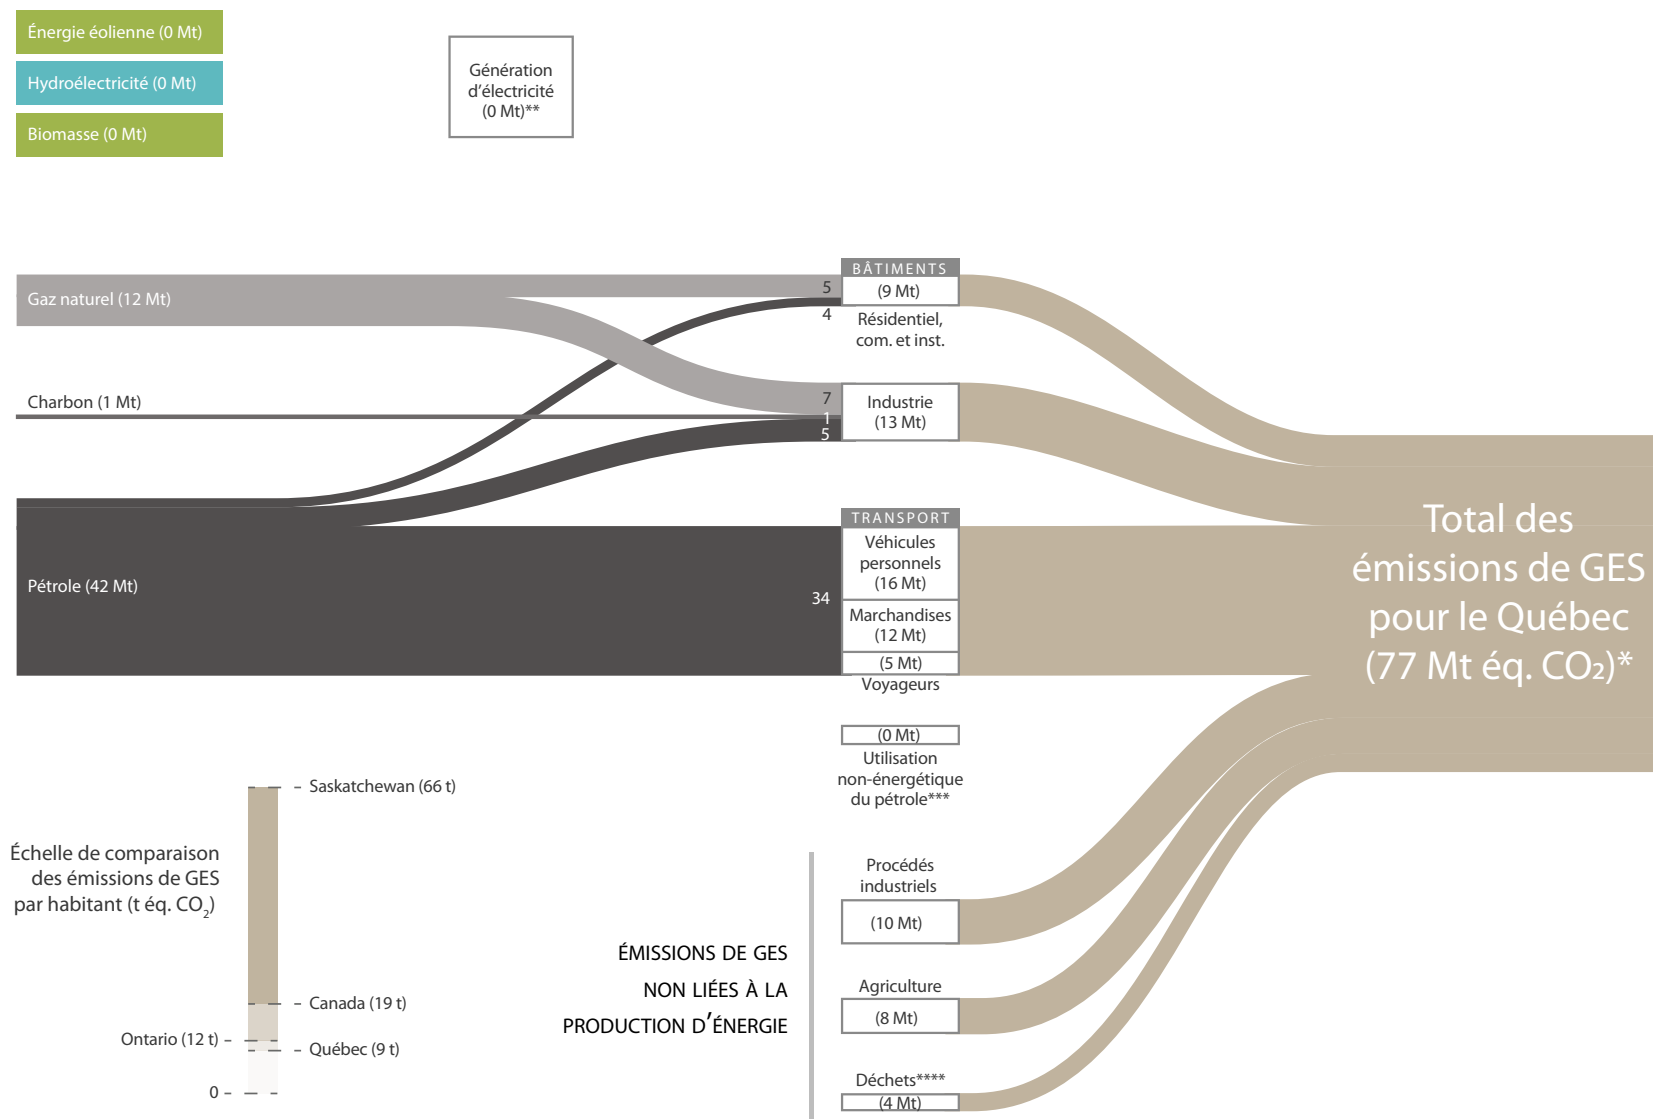 Énergie éolienne (0 Mt)
Hydroélectricité (0 Mt)
Biomasse (0 Mt)
Génération
d'électricité
(0 Mt)**
Gaz naturel (12 Mt)
Charbon (1 Mt)
Pétrole (42 Mt)
5
4
7
1
5
34
BÂTIMENTS
(9 Mt)
Résidentiel,
com. et inst.
Industrie
(13 Mt)
TRANSPORT
Véhicules
personnels
(16 Mt)
Marchandises
(12 Mt)
(5 Mt)
Voyageurs
(0 Mt)
Utilisation
non-énergétique
du pétrole***
Total des
émissions de GES
pour le Québec
(77 Mt éq. CO₂)*
Échelle de comparaison
des émissions de GES
par habitant (t éq. CO₂)
Saskatchewan (66 t)
Canada (19 t)
Ontario (12 t)
Québec (9 t)
0
ÉMISSIONS DE GES
NON LIÉES À LA
PRODUCTION D'ÉNERGIE
Procédés
industriels
(10 Mt)
Agriculture
(8 Mt)
Déchets****
(4 Mt)